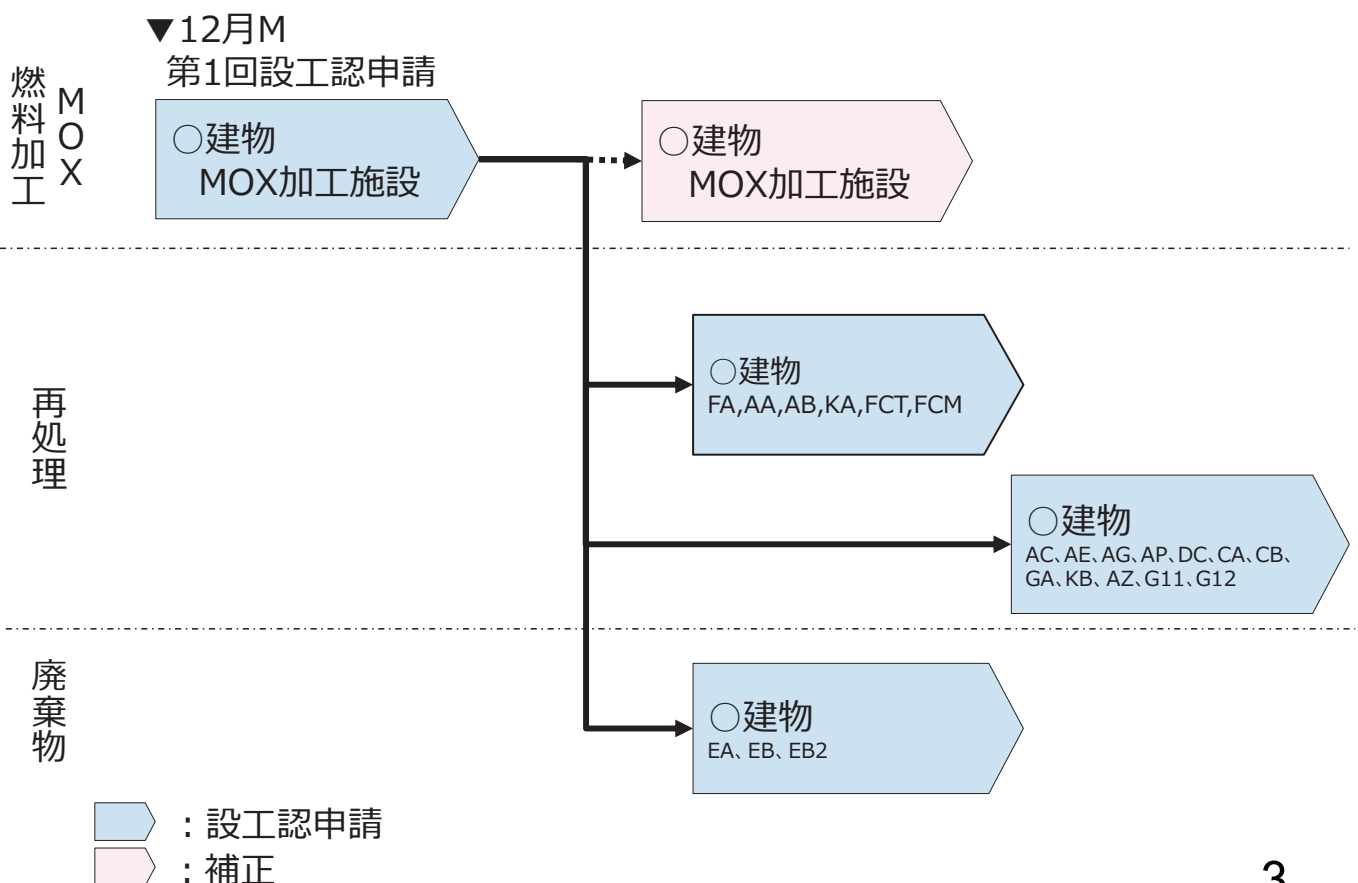 ▼12月M
第1回設工認申請
MOX
燃料加工
○建物
MOX加工施設
○建物
MOX加工施設
再処理
○建物
FA,AA,AB,KA,FCT,FCM
○建物
AC、AE、AG、AP、DC、CA、CB、
GA、KB、AZ、G11、G12
廃棄物
○建物
EA、EB、EB2
：設工認申請
：補正
3